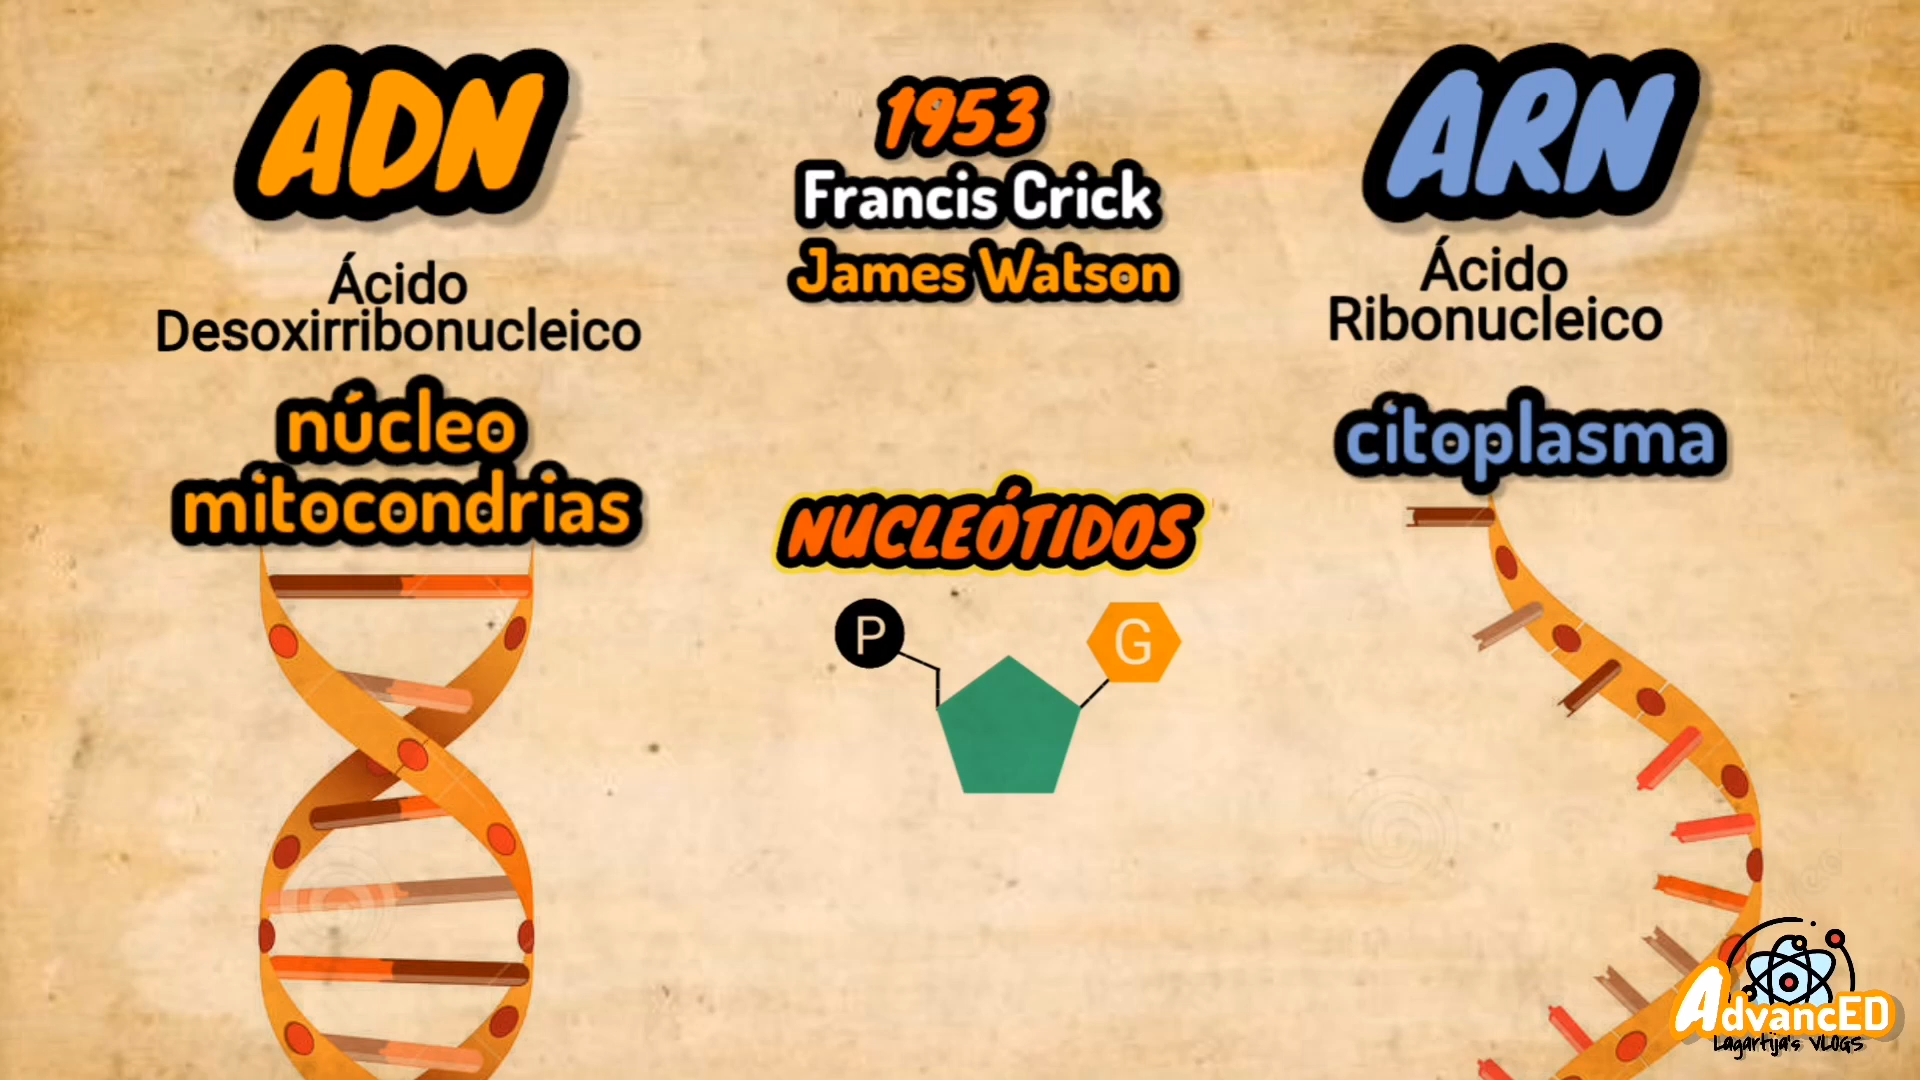 ADN
Ácido
Desoxirribonucleico
núcleo
mitocondrias
1953
Francis Crick
James Watson
NUCLEÓTIDOS
P
G
ARN
Ácido
Ribonucleico
citoplasma
AdvancED
Lagartija's VLOGS